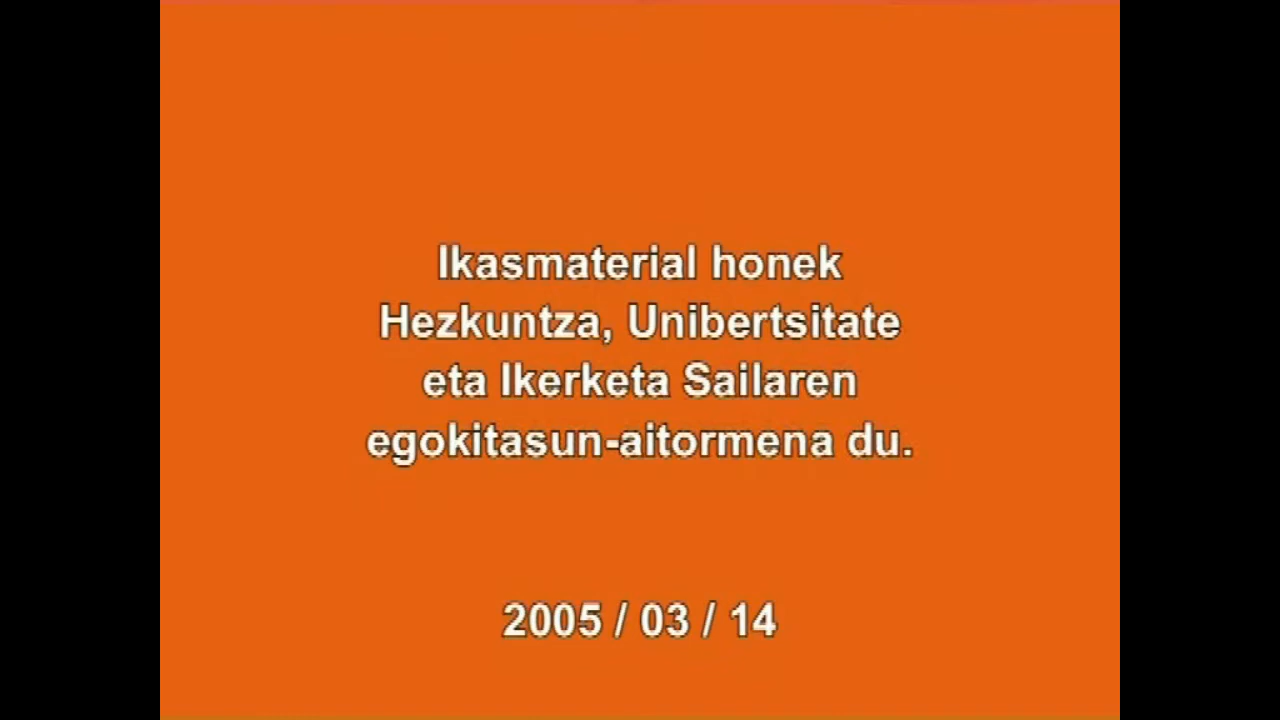 Ikasmaterial honek
Hezkuntza, Unibertsitate
eta Ikerketa Sailaren
egokitasun-aitormena du.
2005 / 03 / 14